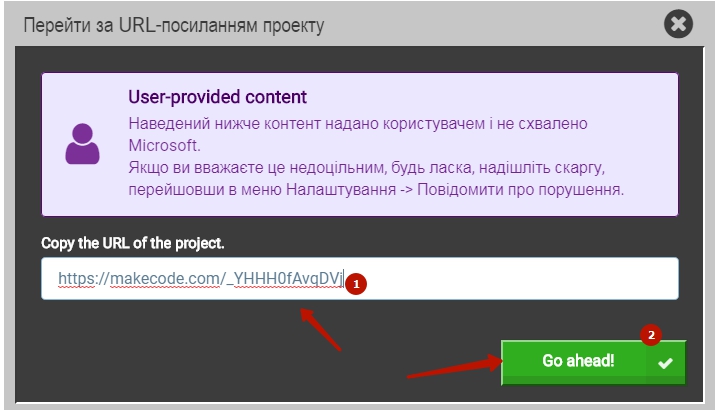 Перейти за URL-посиланням проекту
User-provided content
Наведений нижче контент надано користувачем і не схвалено
Microsoft.
Якщо ви вважаєте це недоцільним, будь ласка, надішліть скаргу,
перейшовши в меню Налаштування -> Повідомити про порушення.
Copy the URL of the project.
https://makecode.com/_YHHH0fAvqDVj
1
2
Go ahead!